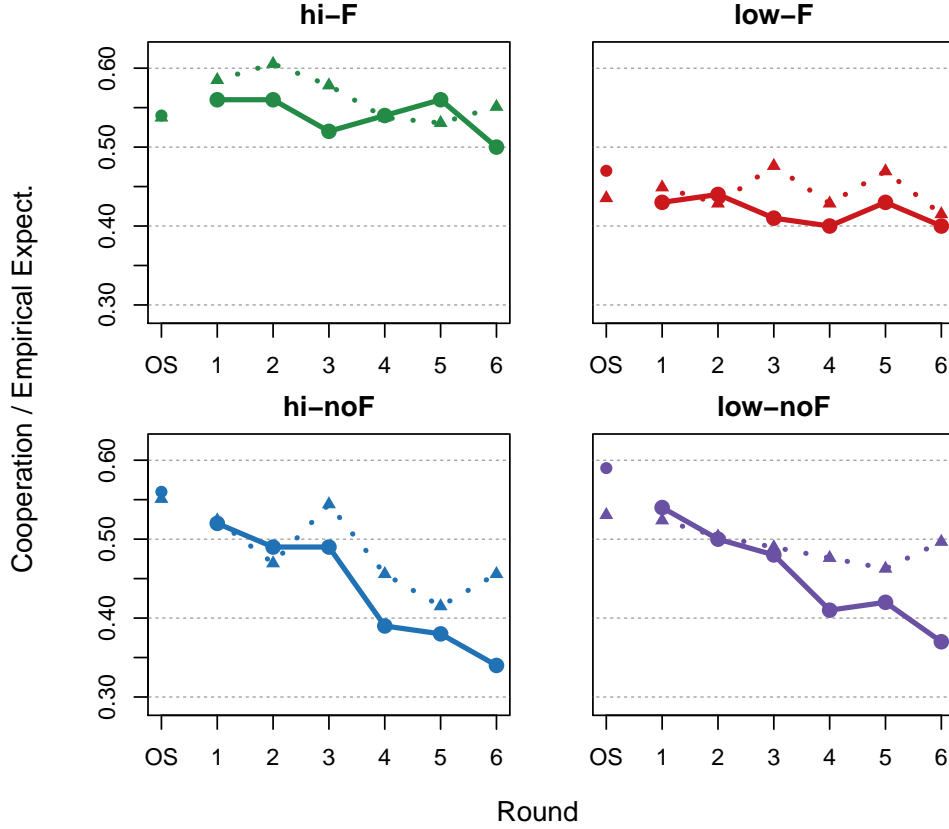 hi−F
low−F
0.60
0.50
0.40
0.30
OS 1 2 3 4 5 6
OS 1 2 3 4 5 6
Cooperation / Empirical Expect.
hi−noF
low−noF
0.60
0.50
0.40
0.30
OS 1 2 3 4 5 6
OS 1 2 3 4 5 6
Round